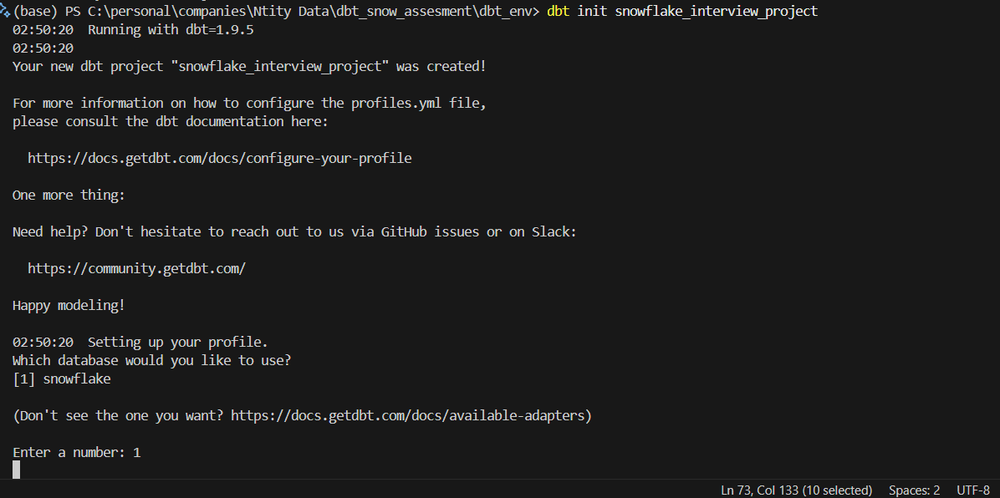 (base) PS C:\personal\companies\Ntity Data\dbt_snow_assesment\dbt_env> dbt init snowflake_interview_project
02:50:20  Running with dbt=1.9.5
02:50:20
Your new dbt project "snowflake_interview_project" was created!
For more information on how to configure the profiles.yml file,
please consult the dbt documentation here:
https://docs.getdbt.com/docs/configure-your-profile
One more thing:
Need help? Don't hesitate to reach out to us via GitHub issues or on Slack:
https://community.getdbt.com/
Happy modeling!
02:50:20  Setting up your profile.
Which database would you like to use?
[1] snowflake
(Don't see the one you want? https://docs.getdbt.com/docs/available-adapters)
Enter a number: 1
Ln 73, Col 133 (10 selected) Spaces: 2 UTF-8